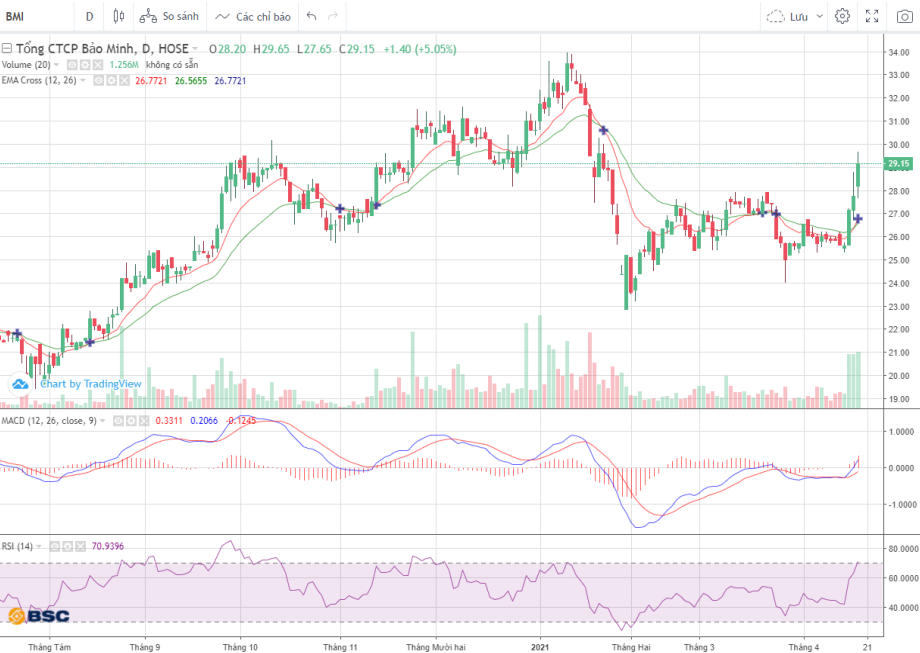 BMI D So sánh Các chỉ báo Lưu
Tổng CTCP Bảo Minh, D, HOSE O28.20 H29.65 L27.65 C29.15 +1.40 (+5.05%)
Volume (20) 1.256M không có sẵn
EMA Cross (12, 26) 26.7721 26.5655 26.7721
34.00
33.00
32.00
31.00
30.00
29.15
28.00
27.00
26.00
25.00
24.00
23.00
22.00
21.00
20.00
19.00
Chart by TradingView
MACD (12, 26, close, 9) 0.3311 0.2066 -0.1245
1.0000
0.0000
-1.0000
RSI (14) 70.9396
80.0000
60.0000
40.0000
BSC
Tháng Tám Tháng 9 Tháng 10 Tháng 11 Tháng Mười hai 2021 Tháng Hai Tháng 3 Tháng 4 21